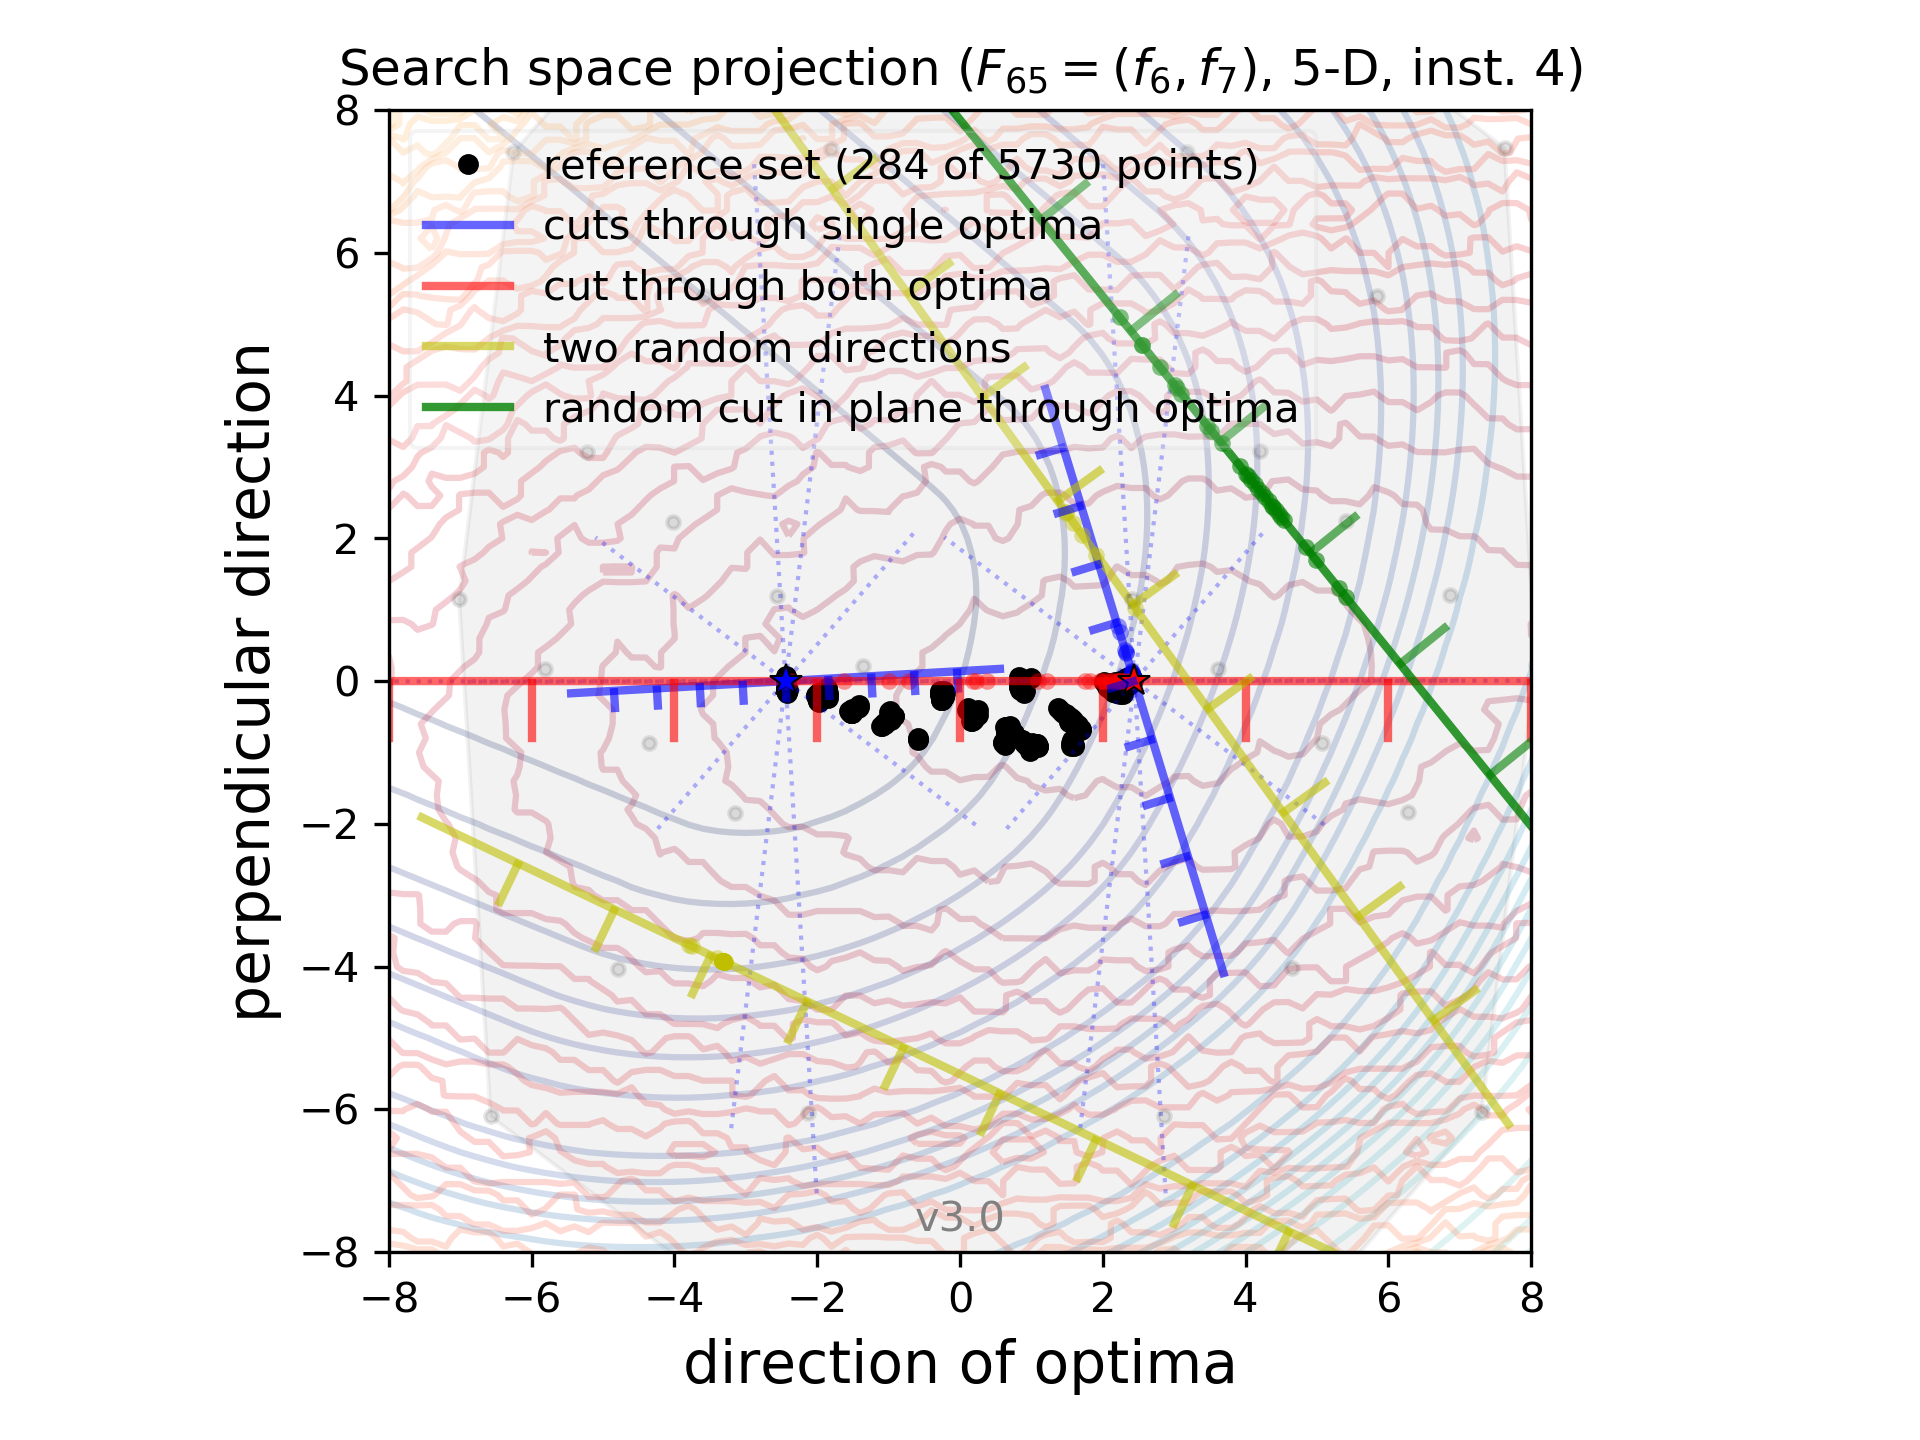 Search space projection (F₆₅ = (f₆, f₇), 5-D, inst. 4)
8
6
4
2
0
−2
−4
−6
−8
perpendicular direction
reference set (284 of 5730 points)
cuts through single optima
cut through both optima
two random directions
random cut in plane through optima
v3.0
−8 −6 −4 −2 0 2 4 6 8
direction of optima